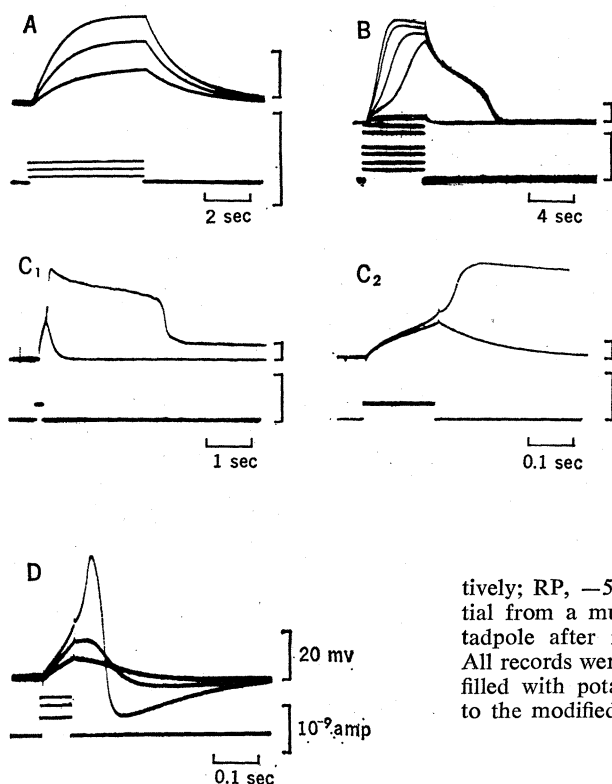 A
B
2 sec
4 sec
C1
C2
1 sec
0.1 sec
D
20 mv
10⁻⁹ amp
0.1 sec
tively; RP, —5
tial from a mu
tadpole after
All records wer
filled with pota
to the modified